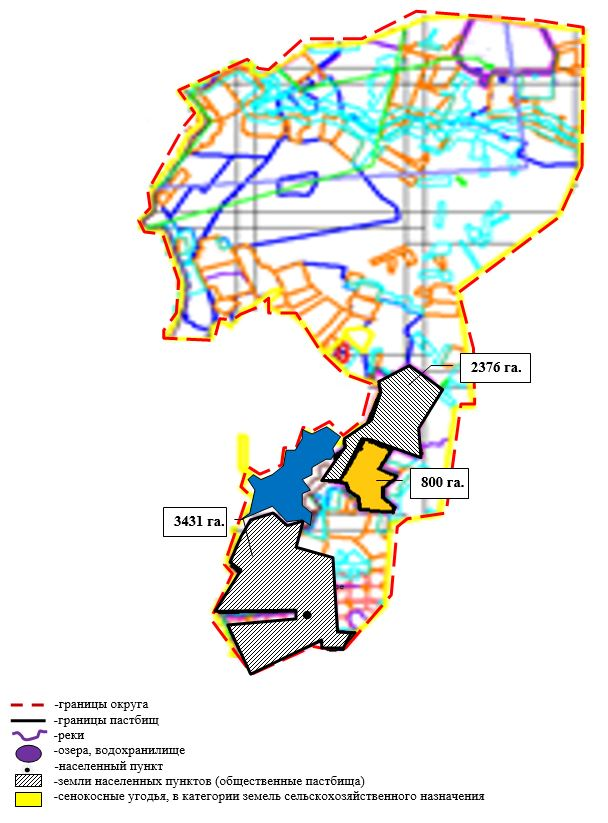 2376 га.
800 га.
3431 га.
-границы округа
-границы пастбищ
-реки
-озера, водохранилище
-населенный пункт
-земли населенных пунктов (общественные пастбища)
-сенокосные угодья, в категории земель сельскохозяйственного назначения